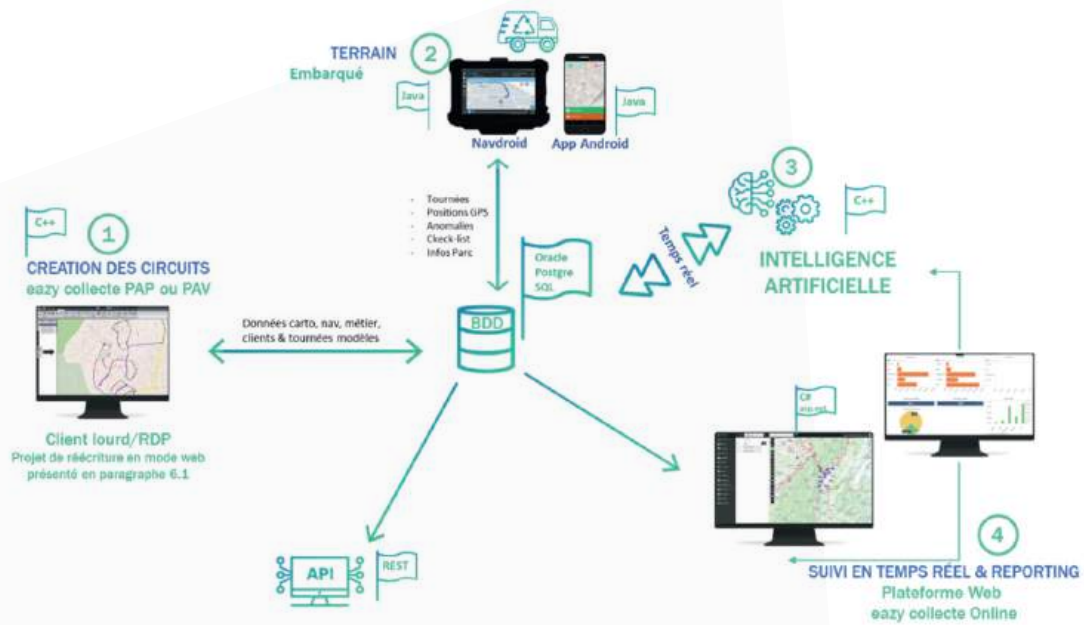 TERRAIN
2
Embarqué
Java
Java
Navdroid
App Android
3
C++
INTELLIGENCE
ARTIFICIELLE
Temps réel
- Tournées
- Positions GPS
- Anomalies
- Check-list
- Infos Parc
Oracle
Postgre
SQL
BDD
C++
1
CREATION DES CIRCUITS
eazy collecte PAP ou PAV
Données carto, nav, métier,
clients & tournées modèles
Client lourd/RDP
Projet de réécriture en mode web
présenté en paragraphe 6.1
C#
asp.net
API
REST
4
SUIVI EN TEMPS RÉEL & REPORTING
Plateforme Web
eazy collecte Online